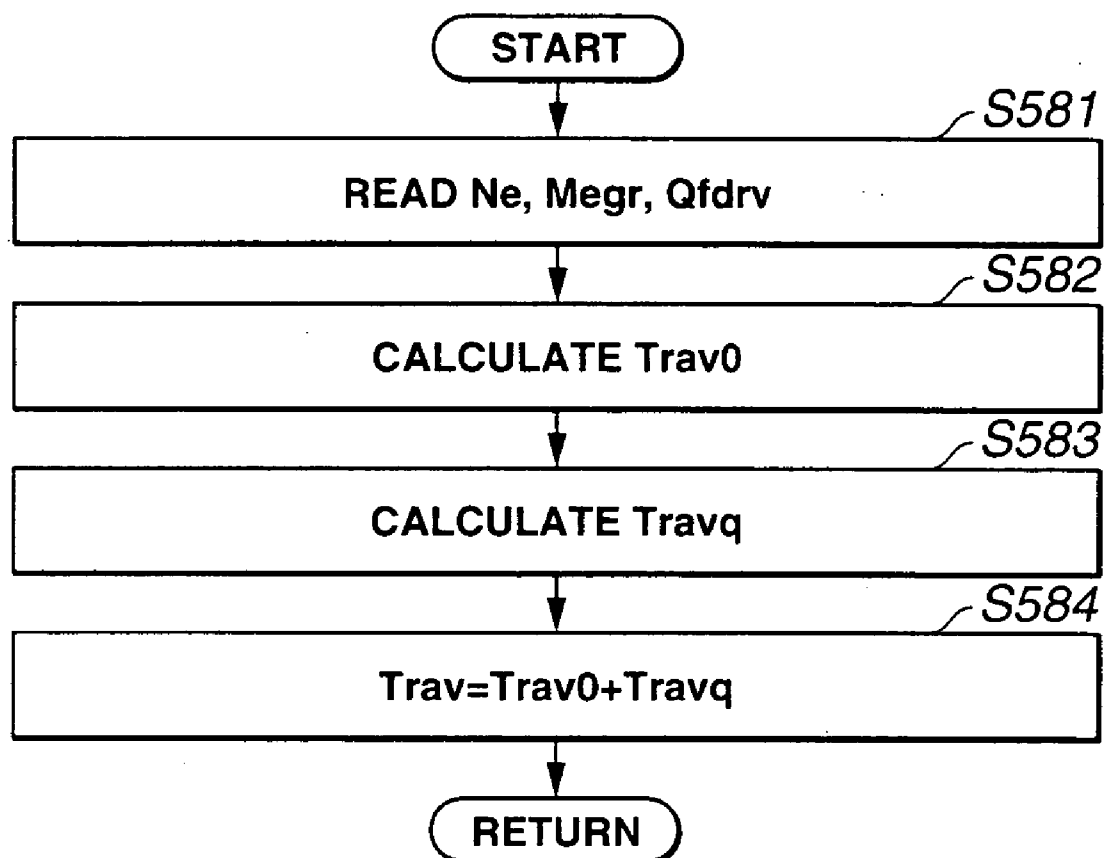 START
S581
READ Ne, Megr, Qfdrv
S582
CALCULATE Trav0
S583
CALCULATE Travq
S584
Trav=Trav0+Travq
RETURN